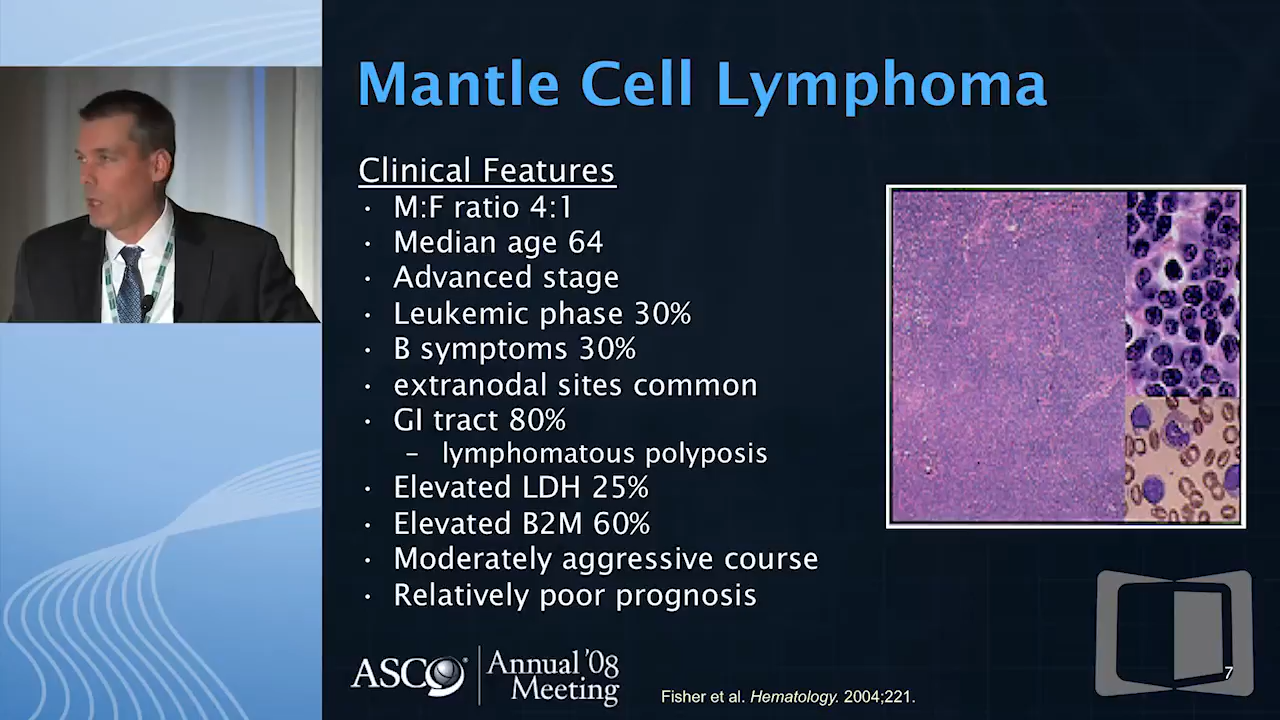 Mantle Cell Lymphoma
Clinical Features
· M:F ratio 4:1
· Median age 64
· Advanced stage
· Leukemic phase 30%
· B symptoms 30%
· extranodal sites common
· GI tract 80%
– lymphomatous polyposis
· Elevated LDH 25%
· Elevated B2M 60%
· Moderately aggressive course
· Relatively poor prognosis
ASCO® Annual '08 Meeting
Fisher et al. Hematology. 2004;221.
7